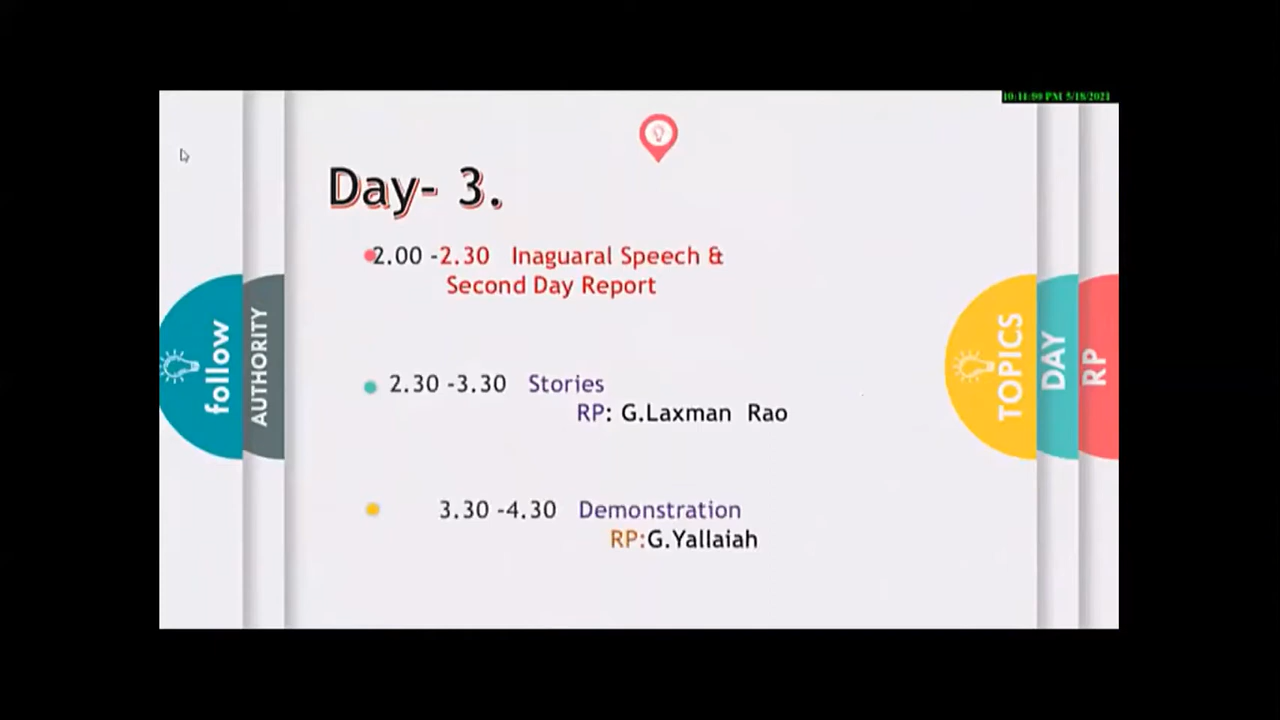 Day- 3.
2.00 -2.30 Inaguaral Speech &
Second Day Report
2.30 -3.30 Stories
RP: G.Laxman Rao
3.30 -4.30 Demonstration
RP:G.Yallaiah
follow
AUTHORITY
TOPICS
DAY
RP